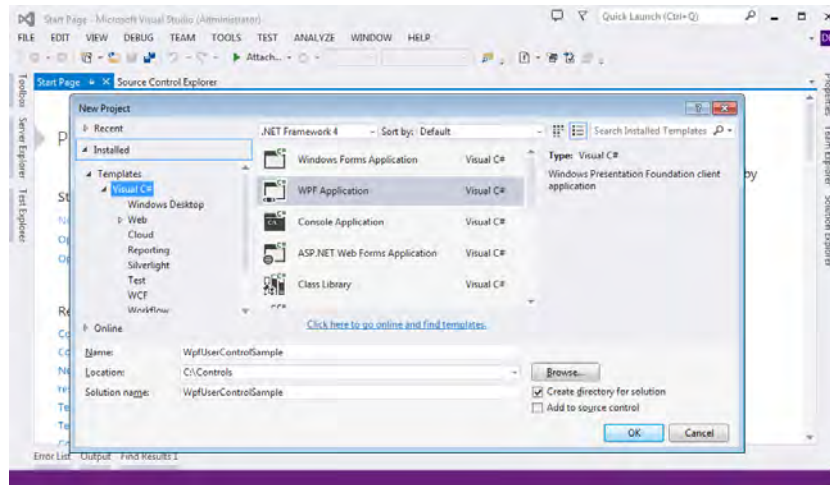 Start Page - Microsoft Visual Studio (Administrator)
Quick Launch (Ctrl+Q)
FILE EDIT VIEW DEBUG TEAM TOOLS TEST ANALYZE WINDOW HELP
Attach...
Start Page Source Control Explorer
Toolbox
Server Explorer
Test Explorer
Properties
Team Explorer
Solution Explorer
New Project
Recent
.NET Framework 4 Sort by: Default
Search Installed Templates
Installed
Templates
Visual C#
Windows Desktop
Web
Cloud
Reporting
Silverlight
Test
WCF
Workflow
Online
Windows Forms Application Visual C#
WPF Application Visual C#
Console Application Visual C#
ASP.NET Web Forms Application Visual C#
Class Library Visual C#
Click here to go online and find templates.
Type: Visual C#
Windows Presentation Foundation client
application
by
Name: WpfUserControlSample
Location: C:\Controls
Browse...
Solution name: WpfUserControlSample
Create directory for solution
Add to source control
OK Cancel
Error List Output Find Results 1